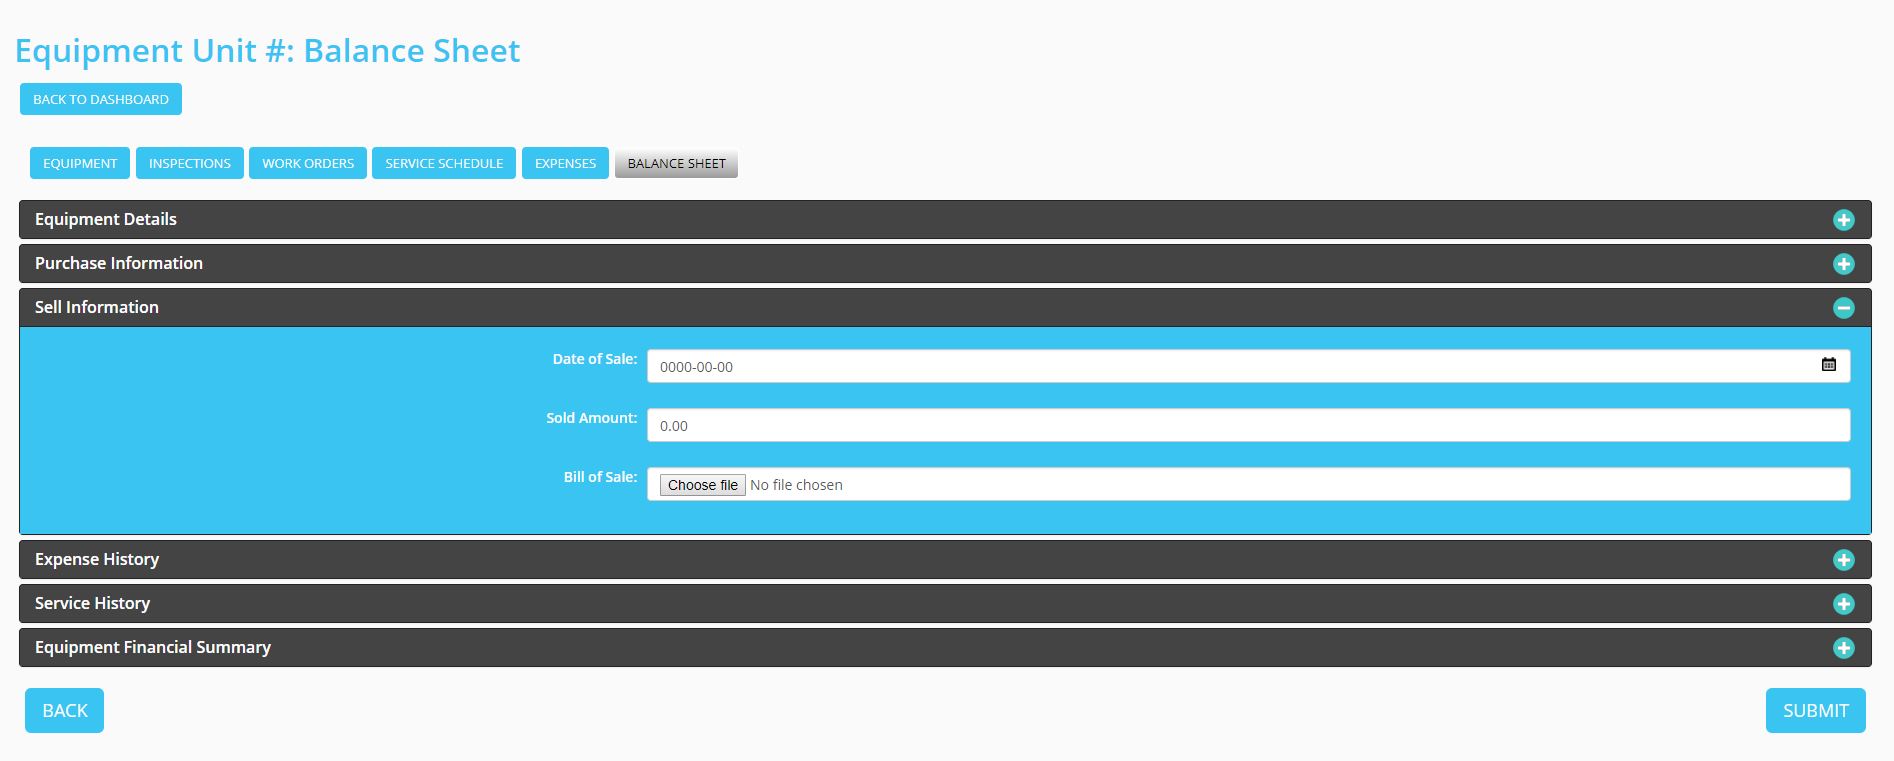 Equipment Unit #: Balance Sheet
BACK TO DASHBOARD
EQUIPMENT INSPECTIONS WORK ORDERS SERVICE SCHEDULE EXPENSES BALANCE SHEET
Equipment Details
Purchase Information
Sell Information
Date of Sale: 0000-00-00
Sold Amount: 0.00
Bill of Sale: Choose file No file chosen
Expense History
Service History
Equipment Financial Summary
BACK SUBMIT